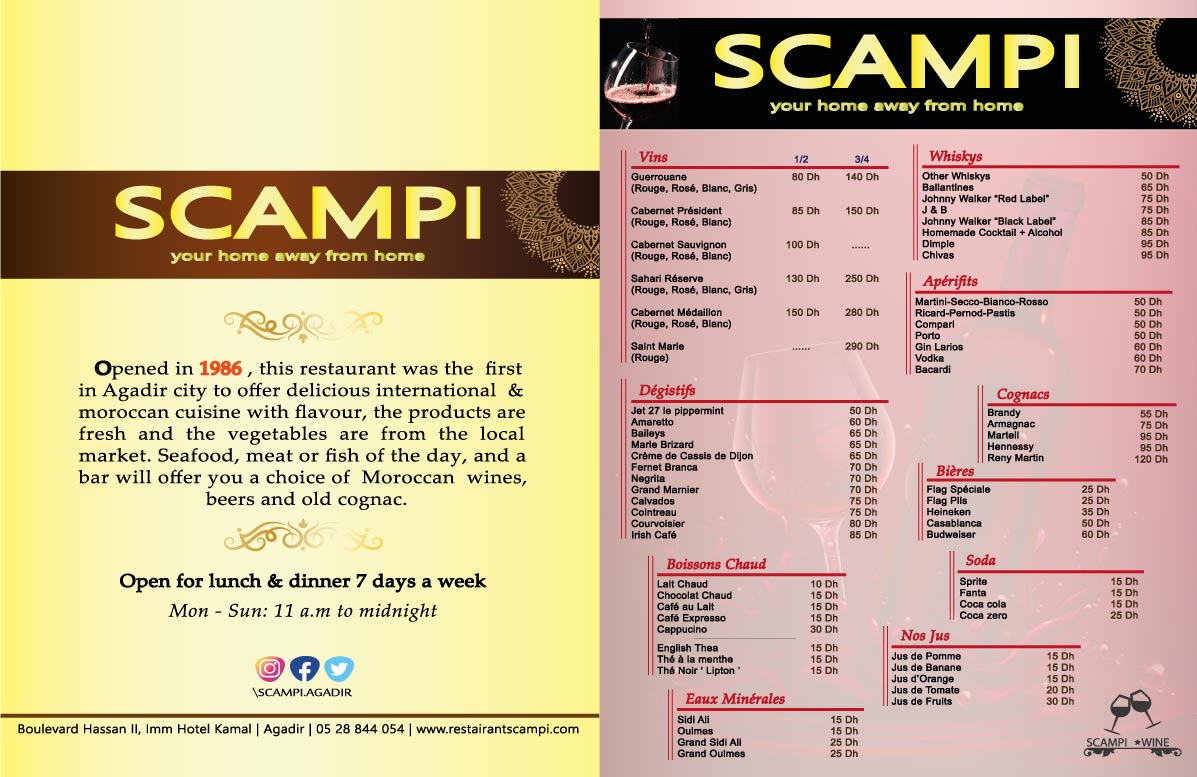 SCAMPI
your home away from home
Opened in 1986 , this restaurant was the first
in Agadir city to offer delicious international &
moroccan cuisine with flavour, the products are
fresh and the vegetables are from the local
market. Seafood, meat or fish of the day, and a
bar will offer you a choice of Moroccan wines,
beers and old cognac.
Open for lunch & dinner 7 days a week
Mon - Sun: 11 a.m to midnight
\SCAMPI.AGADIR
Boulevard Hassan II, Imm Hotel Kamal | Agadir | 05 28 844 054 | www.restairantscampi.com
SCAMPI
your home away from home
Vins 1/2 3/4
Guerrouane 80 Dh 140 Dh
(Rouge, Rosé, Blanc, Gris)
Cabernet Président 85 Dh 150 Dh
(Rouge, Rosé, Blanc)
Cabernet Sauvignon 100 Dh ......
(Rouge, Rosé, Blanc)
Sahari Réserve 130 Dh 250 Dh
(Rouge, Rosé, Blanc, Gris)
Cabernet Médaillon 150 Dh 280 Dh
(Rouge, Rosé, Blanc)
Saint Marie ...... 290 Dh
(Rouge)
Dégistifs
Jet 27 le pippermint 50 Dh
Amaretto 60 Dh
Baileys 65 Dh
Marie Brizard 65 Dh
Crème de Cassis de Dijon 65 Dh
Fernet Branca 70 Dh
Negrita 70 Dh
Grand Marnier 70 Dh
Calvados 75 Dh
Cointreau 75 Dh
Courvoisier 80 Dh
Irish Café 85 Dh
Boissons Chaud
Lait Chaud 10 Dh
Chocolat Chaud 15 Dh
Café au Lait 15 Dh
Café Expresso 15 Dh
Cappucino 30 Dh
English Thea 15 Dh
Thé à la menthe 15 Dh
Thé Noir ' Lipton ' 15 Dh
Eaux Minérales
Sidi Ali 15 Dh
Oulmes 15 Dh
Grand Sidi Ali 25 Dh
Grand Oulmes 25 Dh
Whiskys
Other Whiskys 50 Dh
Ballantines 65 Dh
Johnny Walker "Red Label" 75 Dh
J & B 75 Dh
Johnny Walker "Black Label" 85 Dh
Homemade Cocktail + Alcohol 85 Dh
Dimple 95 Dh
Chivas 95 Dh
Apérifits
Martini-Secco-Bianco-Rosso 50 Dh
Ricard-Pernod-Pastis 50 Dh
Compari 50 Dh
Porto 50 Dh
Gin Larios 60 Dh
Vodka 60 Dh
Bacardi 70 Dh
Cognacs
Brandy 55 Dh
Armagnac 75 Dh
Martell 95 Dh
Hennessy 95 Dh
Reny Martin 120 Dh
Bières
Flag Spéciale 25 Dh
Flag Pils 25 Dh
Heineken 35 Dh
Casablanca 50 Dh
Budweiser 60 Dh
Soda
Sprite 15 Dh
Fanta 15 Dh
Coca cola 15 Dh
Coca zero 25 Dh
Nos Jus
Jus de Pomme 15 Dh
Jus de Banane 15 Dh
Jus d'Orange 15 Dh
Jus de Tomate 20 Dh
Jus de Fruits 30 Dh
SCAMPI ★WINE